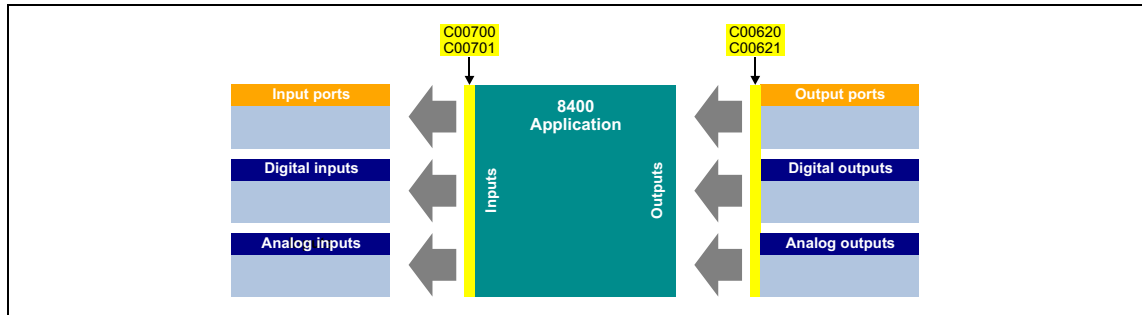 C00700
C00701
C00620
C00621
Input ports
8400
Application
Output ports
Digital inputs
Inputs
Outputs
Digital outputs
Analog inputs
Analog outputs